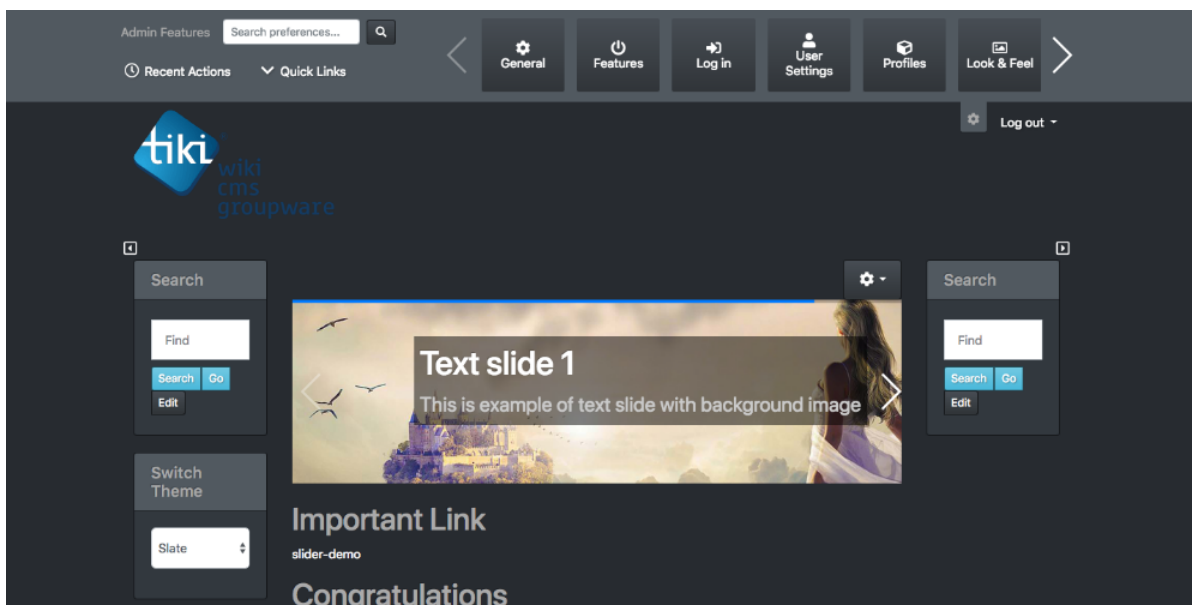 Admin Features
Search preferences...
Recent Actions
Quick Links
General
Features
Log in
User
Settings
Profiles
Look & Feel
Log out
tiki
wiki
cms
groupware
Search
Find
Search Go
Edit
Switch
Theme
Slate
Text slide 1
This is example of text slide with background image
Important Link
slider-demo
Congratulations
Search
Find
Search Go
Edit